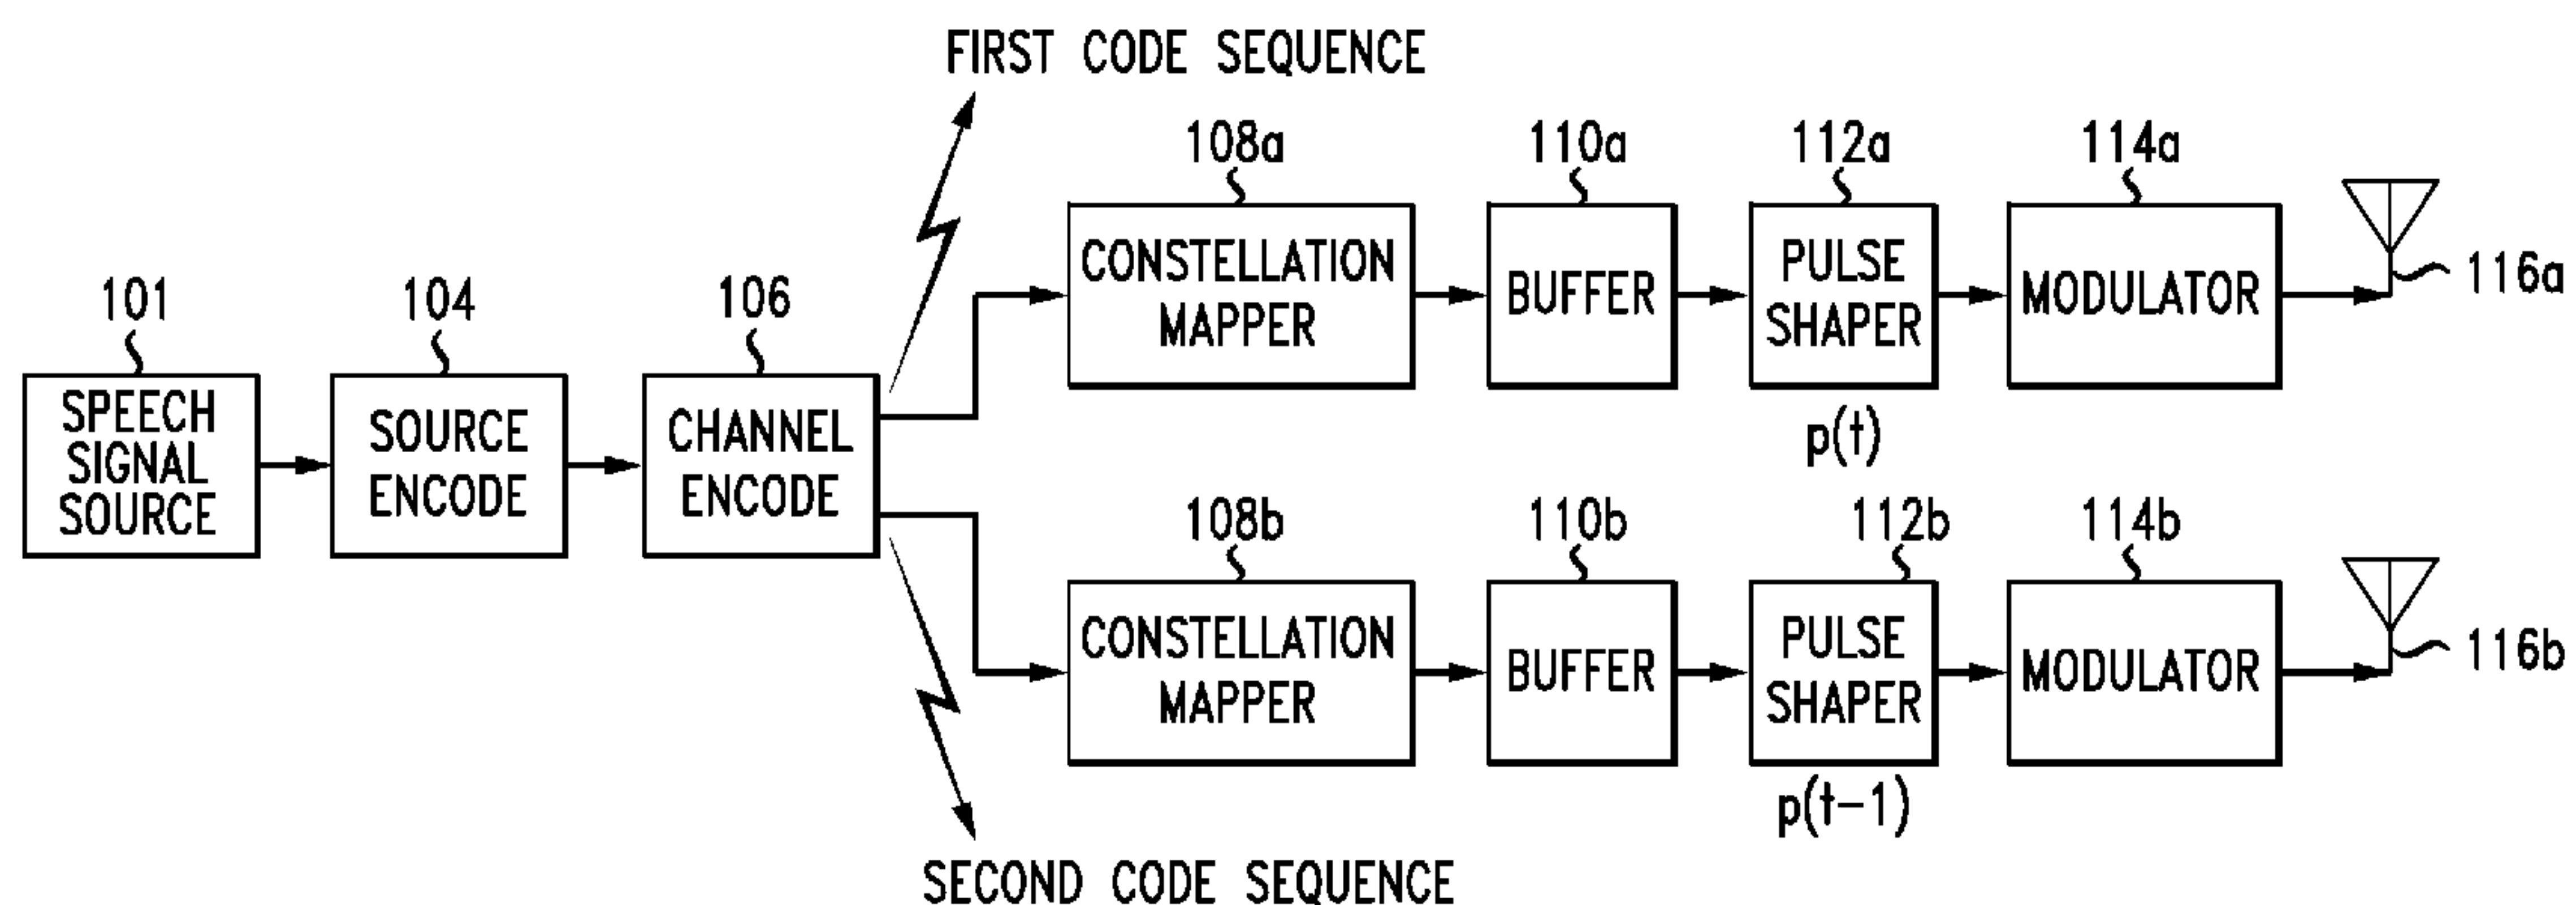 FIRST CODE SEQUENCE
108a
110a
112a
114a
CONSTELLATION
MAPPER
BUFFER
PULSE
SHAPER
MODULATOR
116a
101
104
106
SPEECH
SIGNAL
SOURCE
SOURCE
ENCODE
CHANNEL
ENCODE
p(t)
108b
110b
112b
114b
CONSTELLATION
MAPPER
BUFFER
PULSE
SHAPER
MODULATOR
116b
p(t-1)
SECOND CODE SEQUENCE